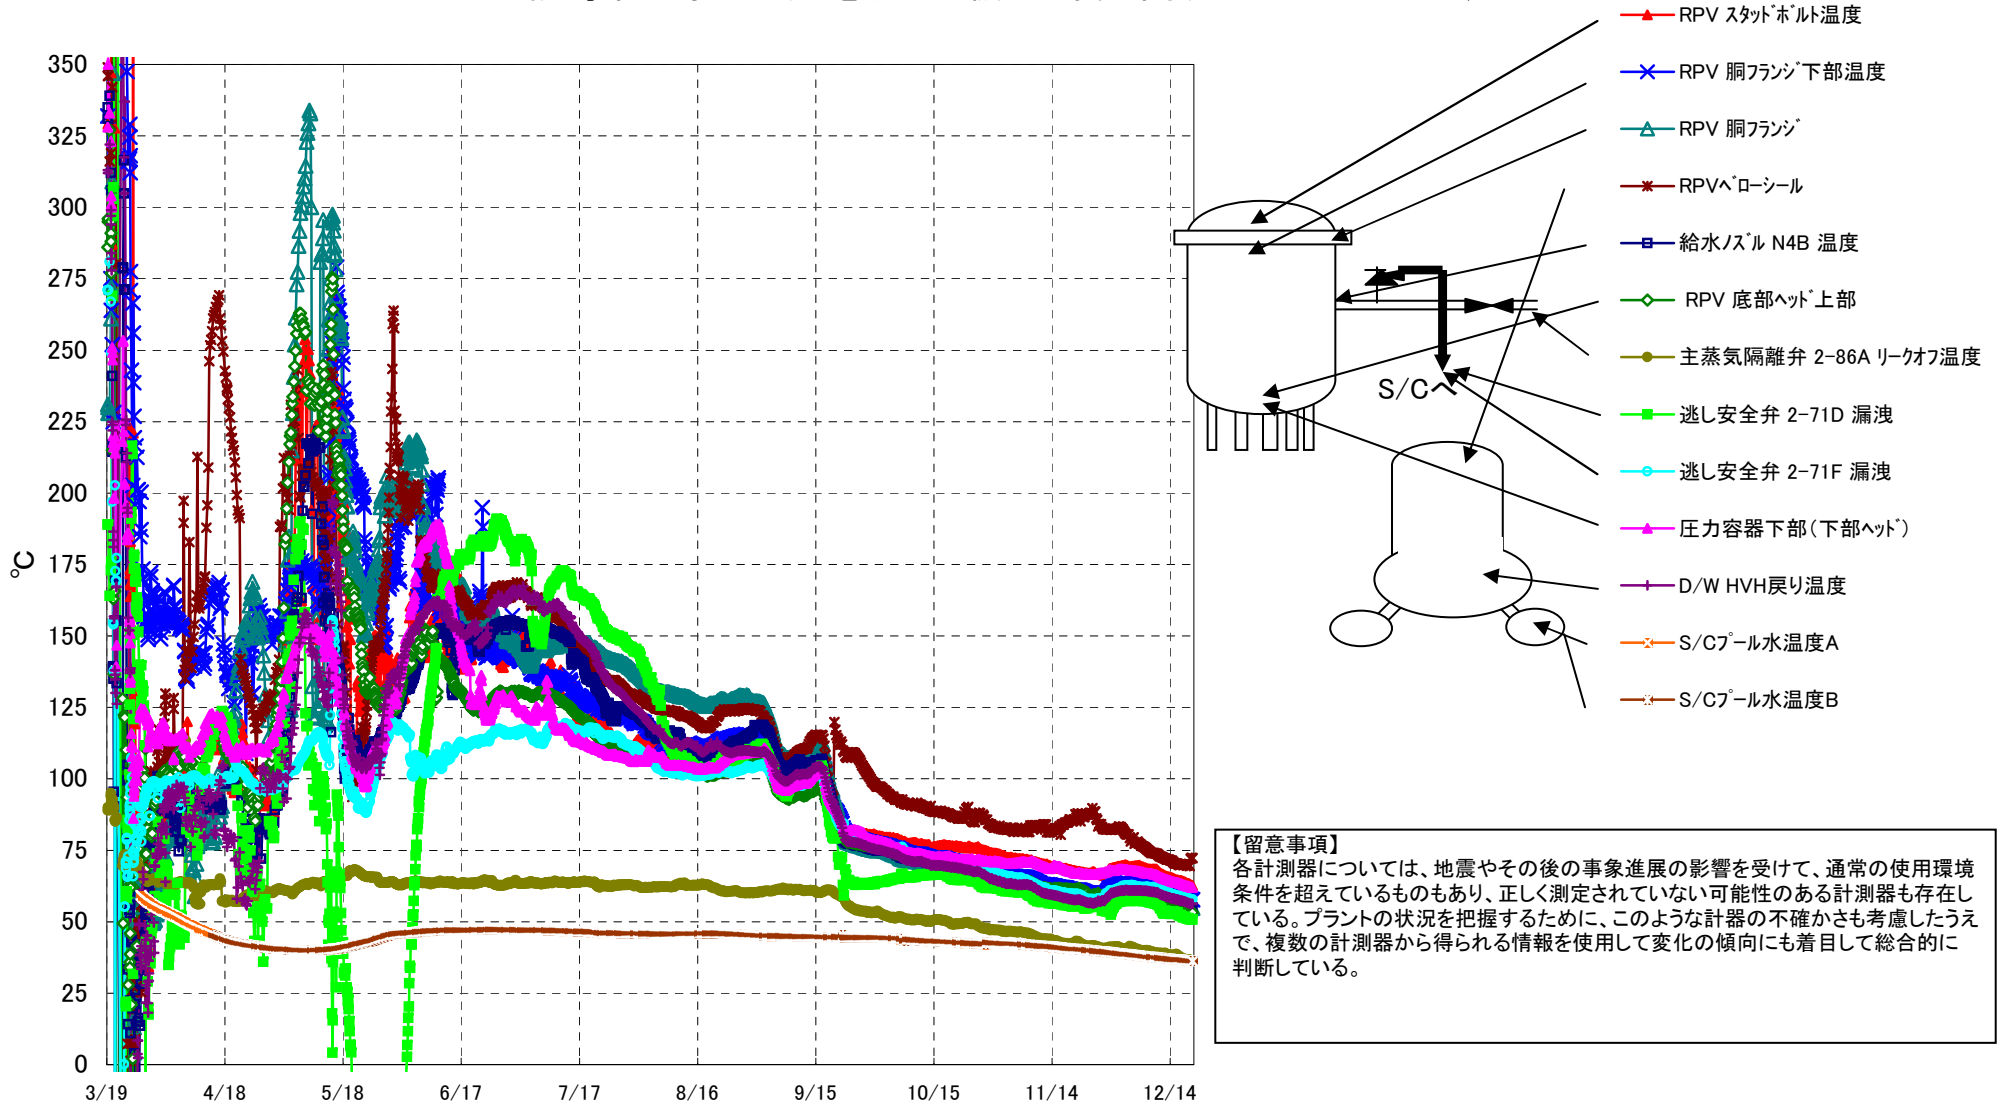 350
325
300
275
250
225
200
175
150
125
100
75
50
25
0
℃
3/19
4/18
5/18
6/17
7/17
8/16
9/15
10/15
11/14
12/14
RPV ｽﾀｯﾄﾞﾎﾞﾙﾄ温度
RPV 胴ﾌﾗﾝｼﾞ下部温度
RPV 胴ﾌﾗﾝｼﾞ
RPVﾍﾞﾛｰｼｰﾙ
給水ﾉｽﾞﾙ N4B 温度
RPV 底部ﾍｯﾄﾞ上部
主蒸気隔離弁 2-86A ﾘｰｸｵﾌ温度
逃し安全弁 2-71D 漏洩
逃し安全弁 2-71F 漏洩
圧力容器下部(下部ﾍｯﾄﾞ)
D/W HVH戻り温度
S/Cﾌﾟｰﾙ水温度A
S/Cﾌﾟｰﾙ水温度B
S/Cへ
【留意事項】
各計測器については、地震やその後の事象進展の影響を受けて、通常の使用環境
条件を超えているものもあり、正しく測定されていない可能性のある計測器も存在し
ている。プラントの状況を把握するために、このような計器の不確かさも考慮したうえ
で、複数の計測器から得られる情報を使用して変化の傾向にも着目して総合的に
判断している。